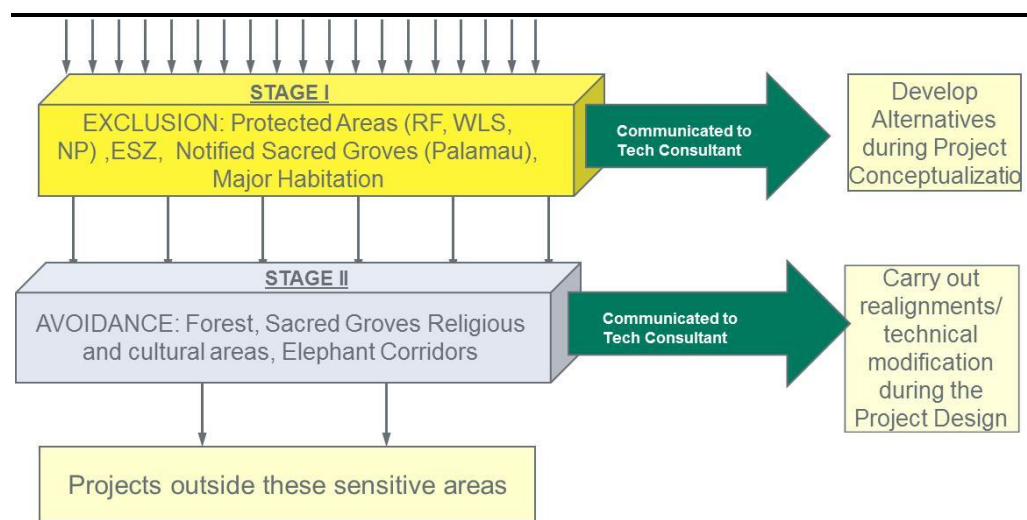 STAGE I
EXCLUSION: Protected Areas (RF, WLS,
NP) ,ESZ, Notified Sacred Groves (Palamau),
Major Habitation
Communicated to
Tech Consultant
Develop
Alternatives
during Project
Conceptualizatio
STAGE II
AVOIDANCE: Forest, Sacred Groves Religious
and cultural areas, Elephant Corridors
Communicated to
Tech Consultant
Carry out
realignments/
technical
modification
during the
Project Design
Projects outside these sensitive areas